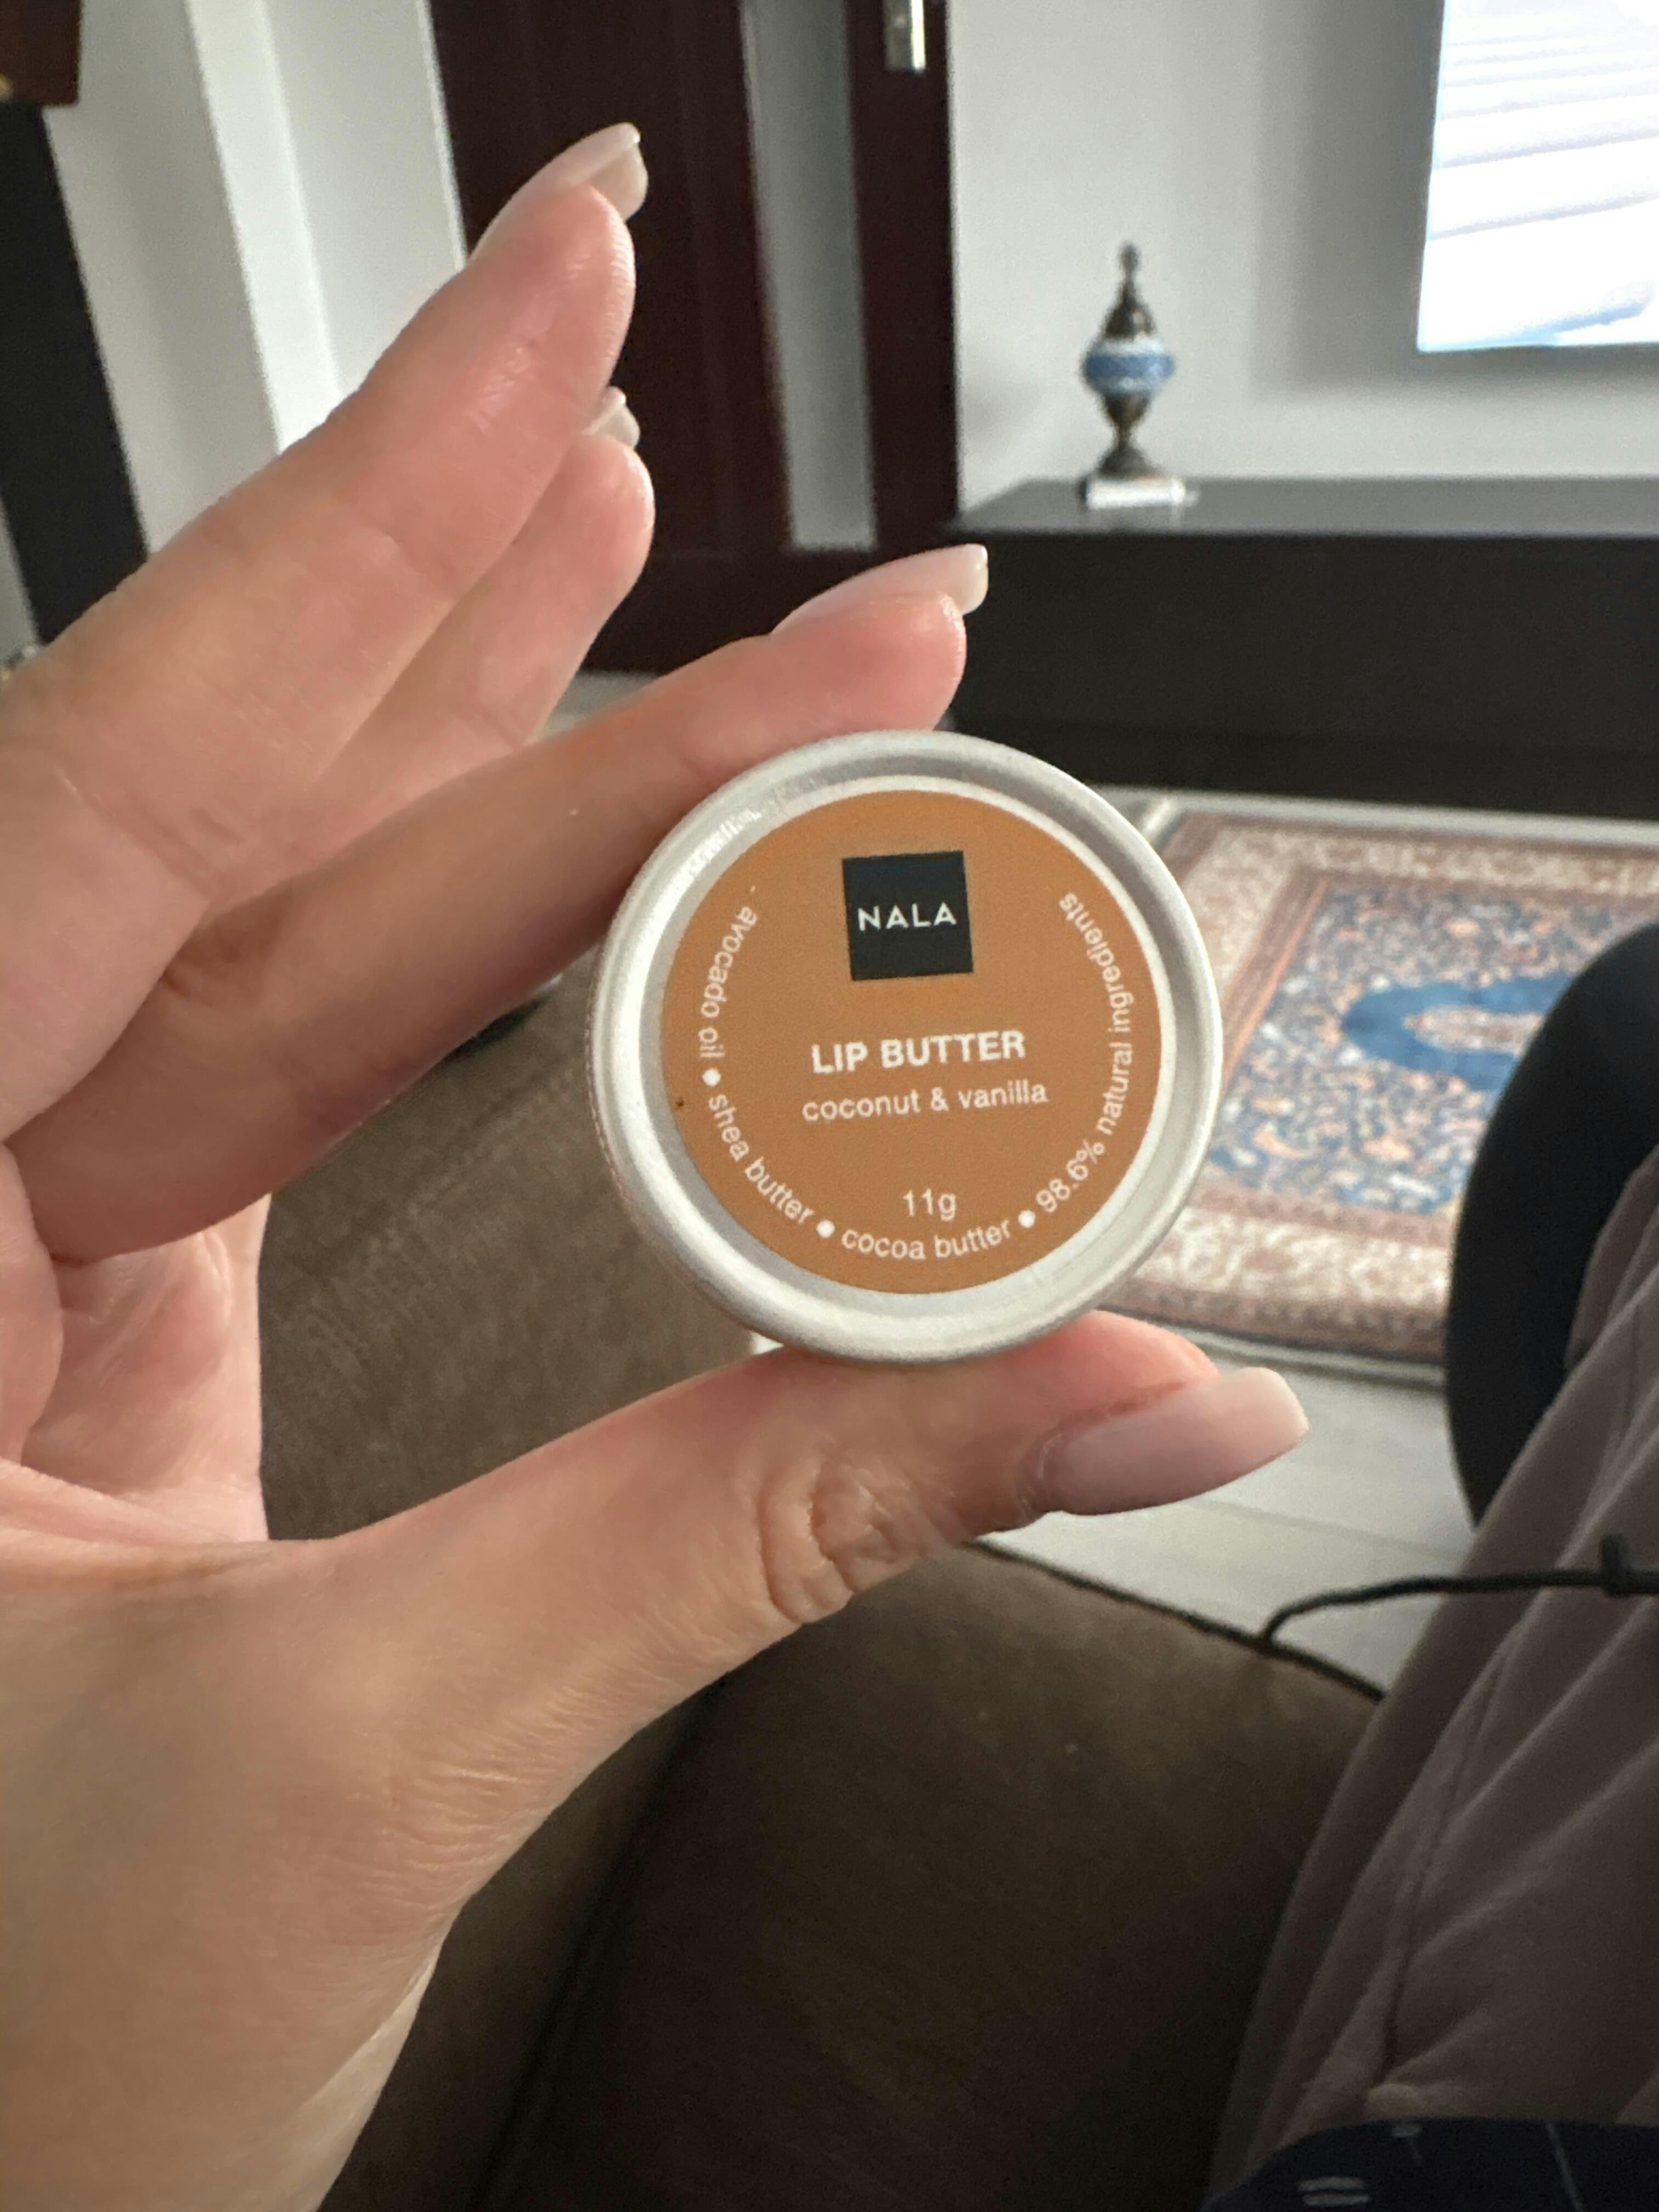 NALA
LIP BUTTER
coconut & vanilla
11g
avocado oil • shea butter • cocoa butter • 98.6% natural ingredients